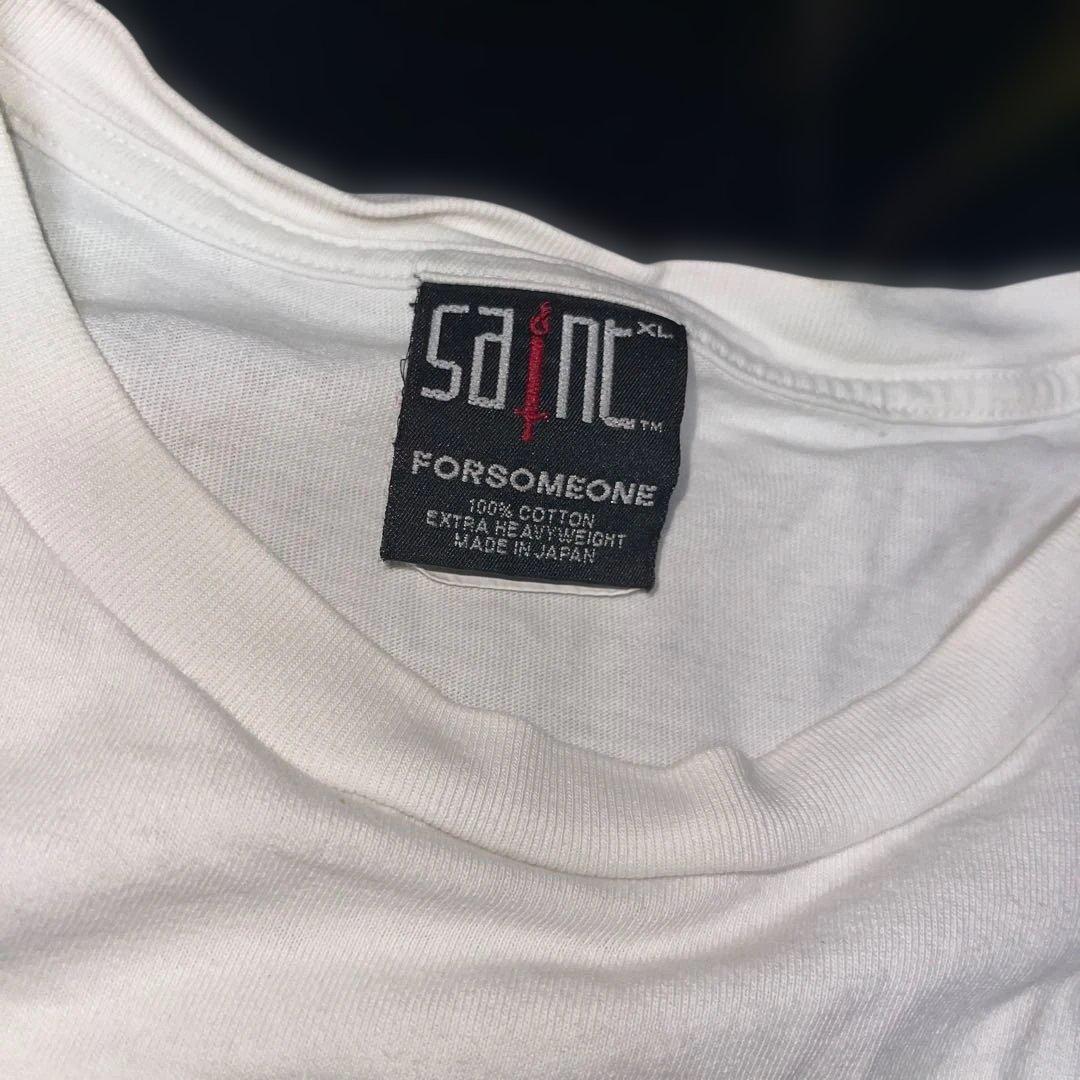 saint XL
TM
FORSOMEONE
100% COTTON
EXTRA HEAVYWEIGHT
MADE IN JAPAN